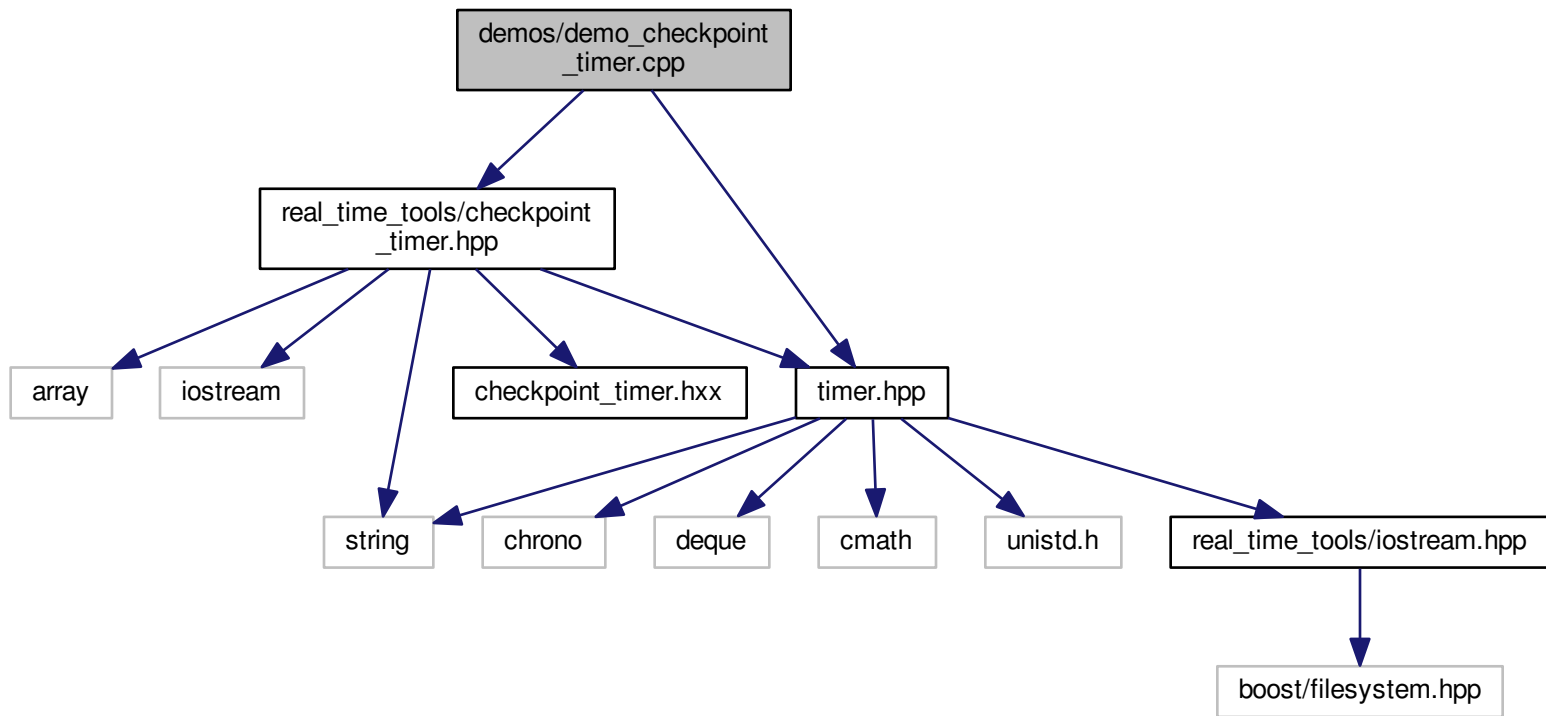 demos/demo_checkpoint
_timer.cpp
real_time_tools/checkpoint
_timer.hpp
array
iostream
checkpoint_timer.hxx
timer.hpp
string
chrono
deque
cmath
unistd.h
real_time_tools/iostream.hpp
boost/filesystem.hpp